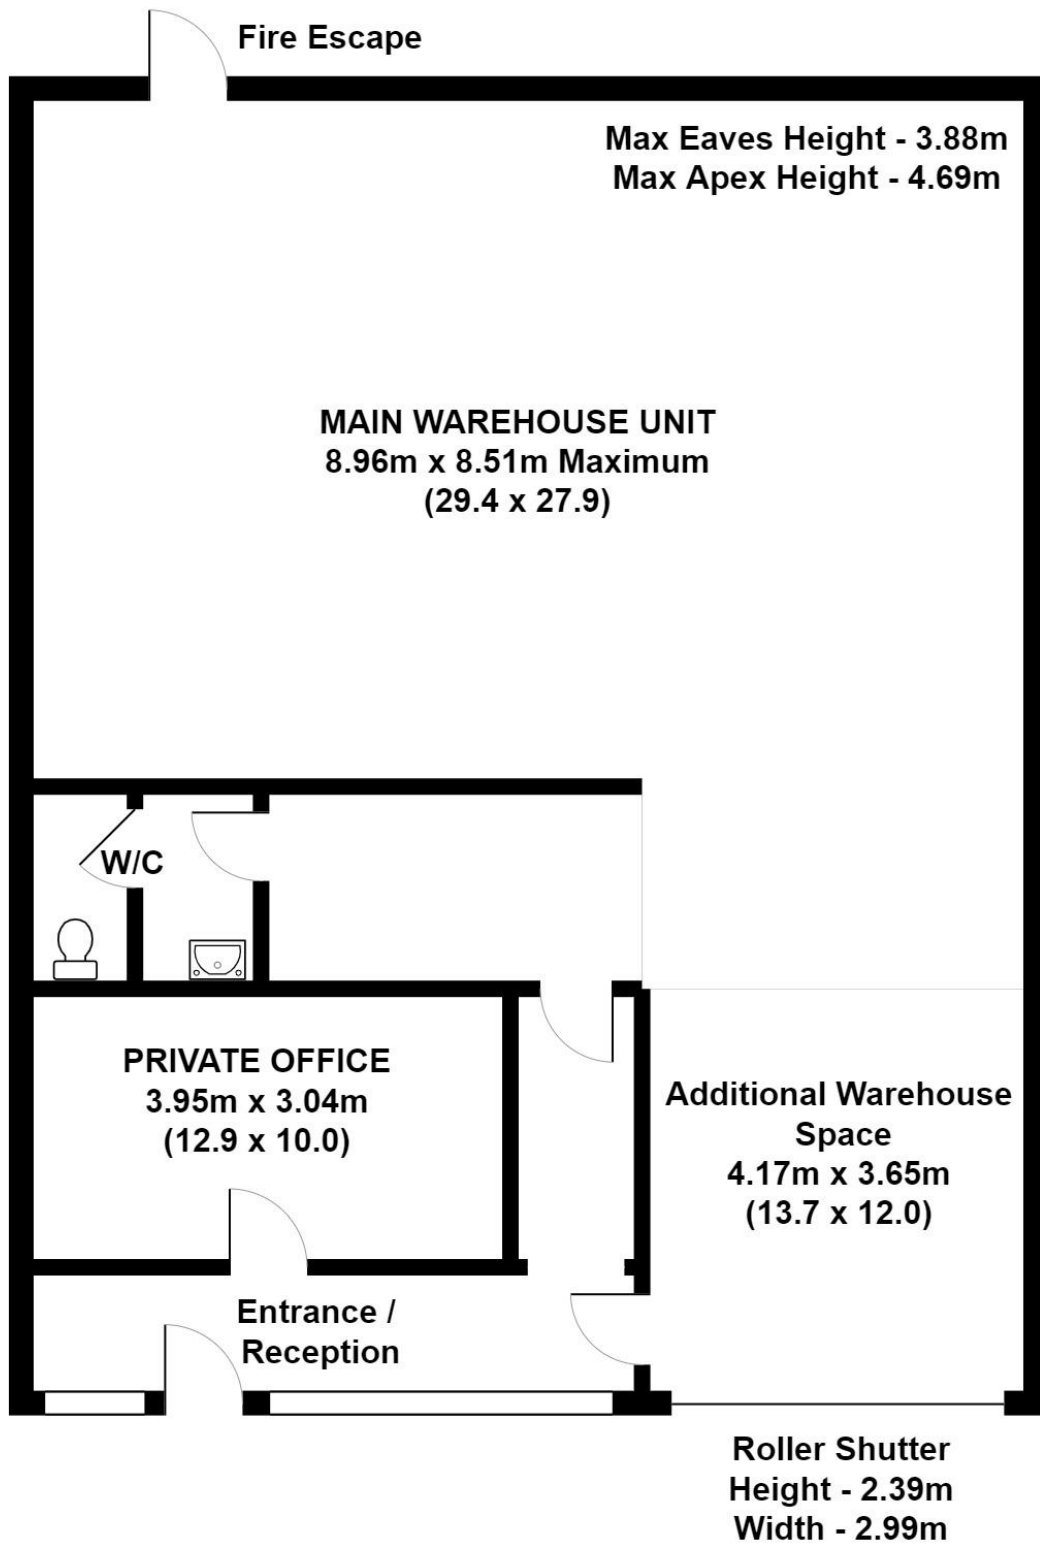 Fire Escape
Max Eaves Height - 3.88m
Max Apex Height - 4.69m
MAIN WAREHOUSE UNIT
8.96m x 8.51m Maximum
(29.4 x 27.9)
W/C
PRIVATE OFFICE
3.95m x 3.04m
(12.9 x 10.0)
Additional Warehouse
Space
4.17m x 3.65m
(13.7 x 12.0)
Entrance /
Reception
Roller Shutter
Height - 2.39m
Width - 2.99m